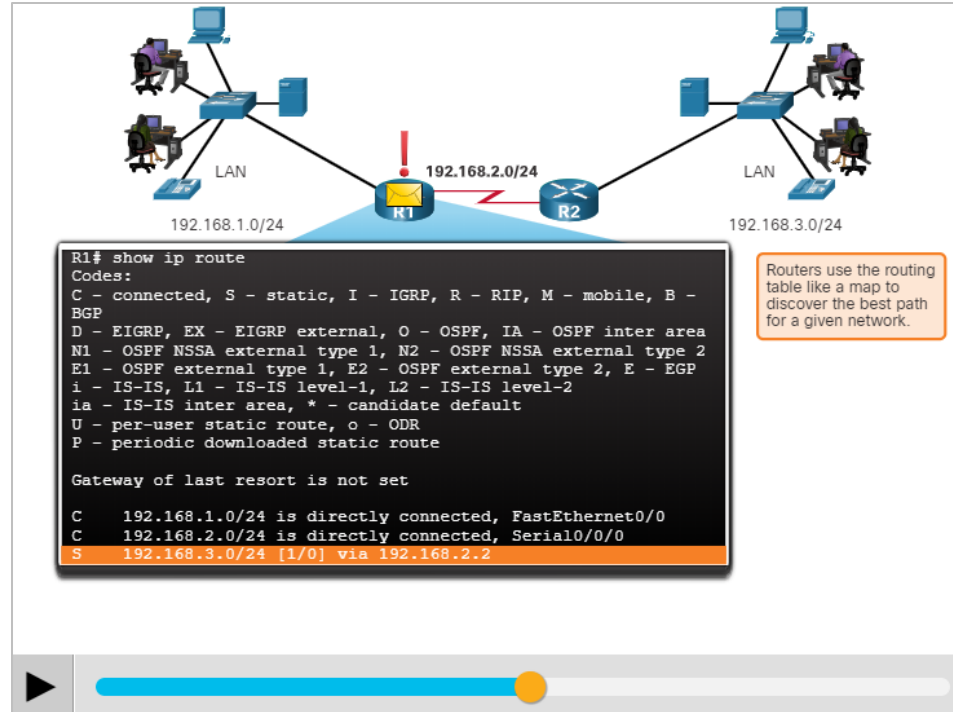 192.168.2.0/24
LAN
LAN
R1
R2
192.168.1.0/24
192.168.3.0/24
R1# show ip route
Codes:
C - connected, S - static, I - IGRP, R - RIP, M - mobile, B -
BGP
D - EIGRP, EX - EIGRP external, O - OSPF, IA - OSPF inter area
N1 - OSPF NSSA external type 1, N2 - OSPF NSSA external type 2
E1 - OSPF external type 1, E2 - OSPF external type 2, E - EGP
i - IS-IS, L1 - IS-IS level-1, L2 - IS-IS level-2
ia - IS-IS inter area, * - candidate default
U - per-user static route, o - ODR
P - periodic downloaded static route
Gateway of last resort is not set
C 192.168.1.0/24 is directly connected, FastEthernet0/0
C 192.168.2.0/24 is directly connected, Serial0/0/0
S 192.168.3.0/24 [1/0] via 192.168.2.2
Routers use the routing
table like a map to
discover the best path
for a given network.